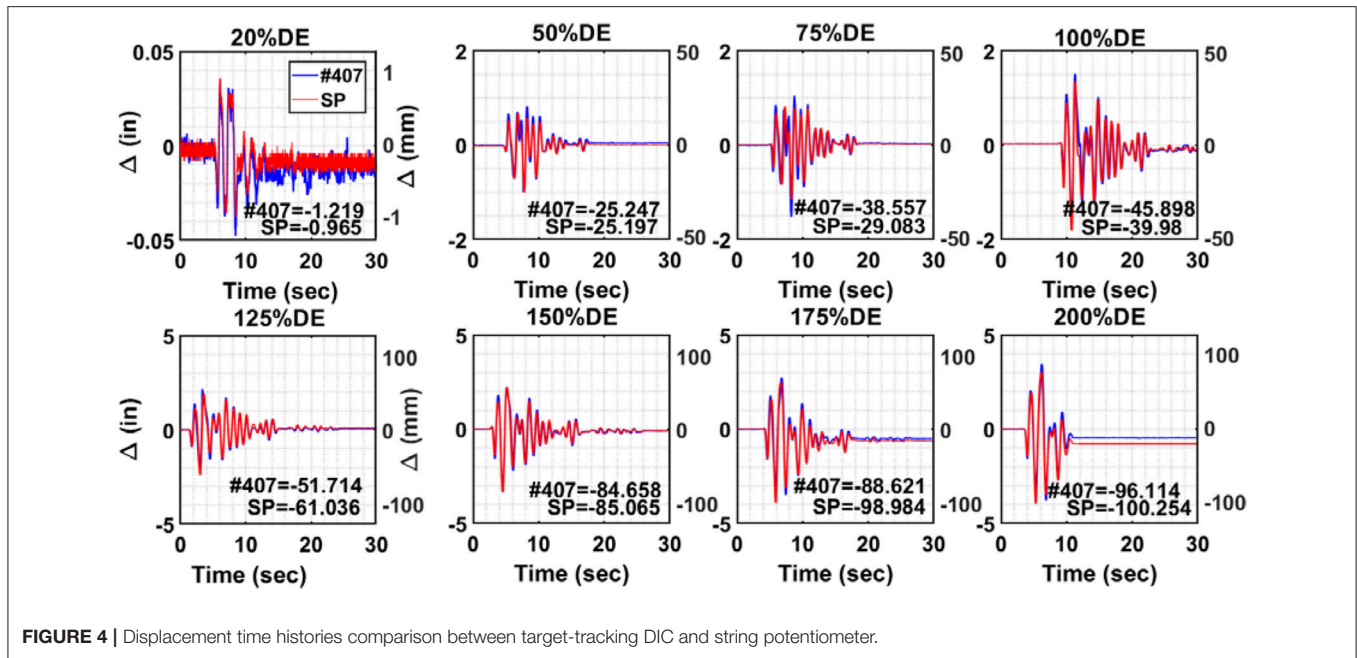 20%DE
50%DE
75%DE
100%DE
0.05
0
-0.05
Δ (in)
#407
SP
1
0
-1
Δ (mm)
#407=-1.219
SP=-0.965
0 10 20 30
Time (sec)
2
0
-2
50
0
-50
#407=-25.247
SP=-25.197
0 10 20 30
Time (sec)
2
0
-2
50
0
-50
#407=-38.557
SP=-29.083
0 10 20 30
Time (sec)
2
0
-2
50
0
-50
#407=-45.898
SP=-39.98
0 10 20 30
Time (sec)
125%DE
150%DE
175%DE
200%DE
5
0
-5
Δ (in)
100
0
-100
Δ (mm)
#407=-51.714
SP=-61.036
0 10 20 30
Time (sec)
5
0
-5
100
0
-100
#407=-84.658
SP=-85.065
0 10 20 30
Time (sec)
5
0
-5
100
0
-100
#407=-88.621
SP=-98.984
0 10 20 30
Time (sec)
5
0
-5
100
0
-100
#407=-96.114
SP=-100.254
0 10 20 30
Time (sec)
FIGURE 4 | Displacement time histories comparison between target-tracking DIC and string potentiometer.